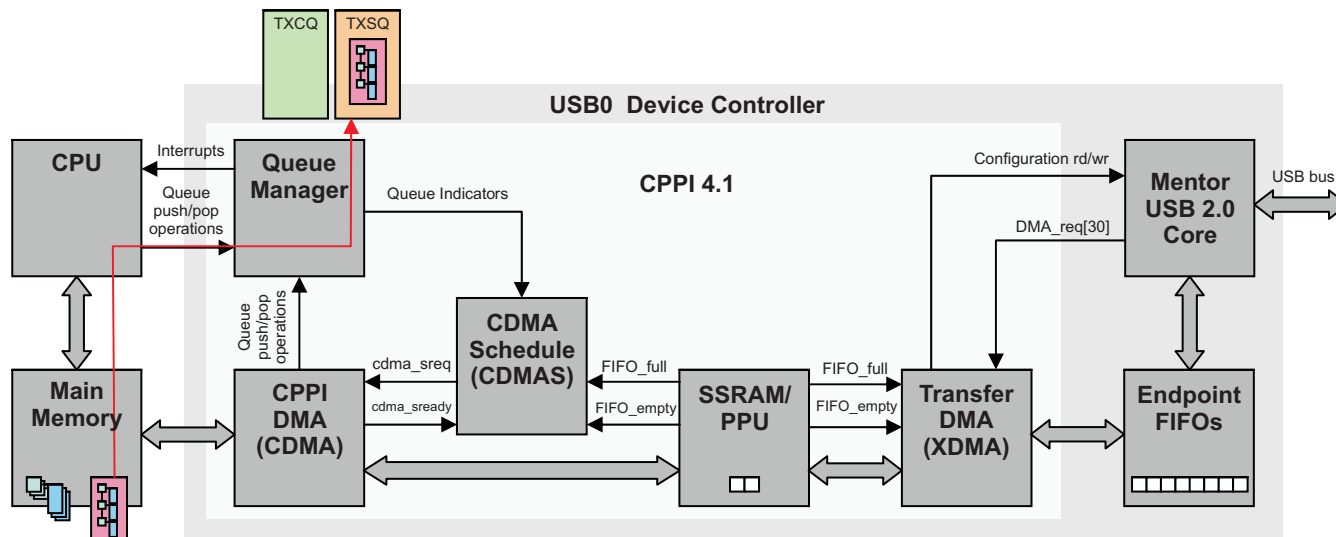 TXCQ
TXSQ
USB0 Device Controller
CPU
Interrupts
Queue
push/pop
operations
Queue
Manager
Queue Indicators
CPPI 4.1
Configuration rd/wr
DMA_req[30]
Mentor
USB 2.0
Core
USB bus
Queue
push/pop
operations
CDMA
Schedule
(CDMAS)
cdma_sreq
cdma_sready
FIFO_full
FIFO_empty
FIFO_full
FIFO_empty
Main
Memory
CPPI
DMA
(CDMA)
SSRAM/
PPU
Transfer
DMA
(XDMA)
Endpoint
FIFOs